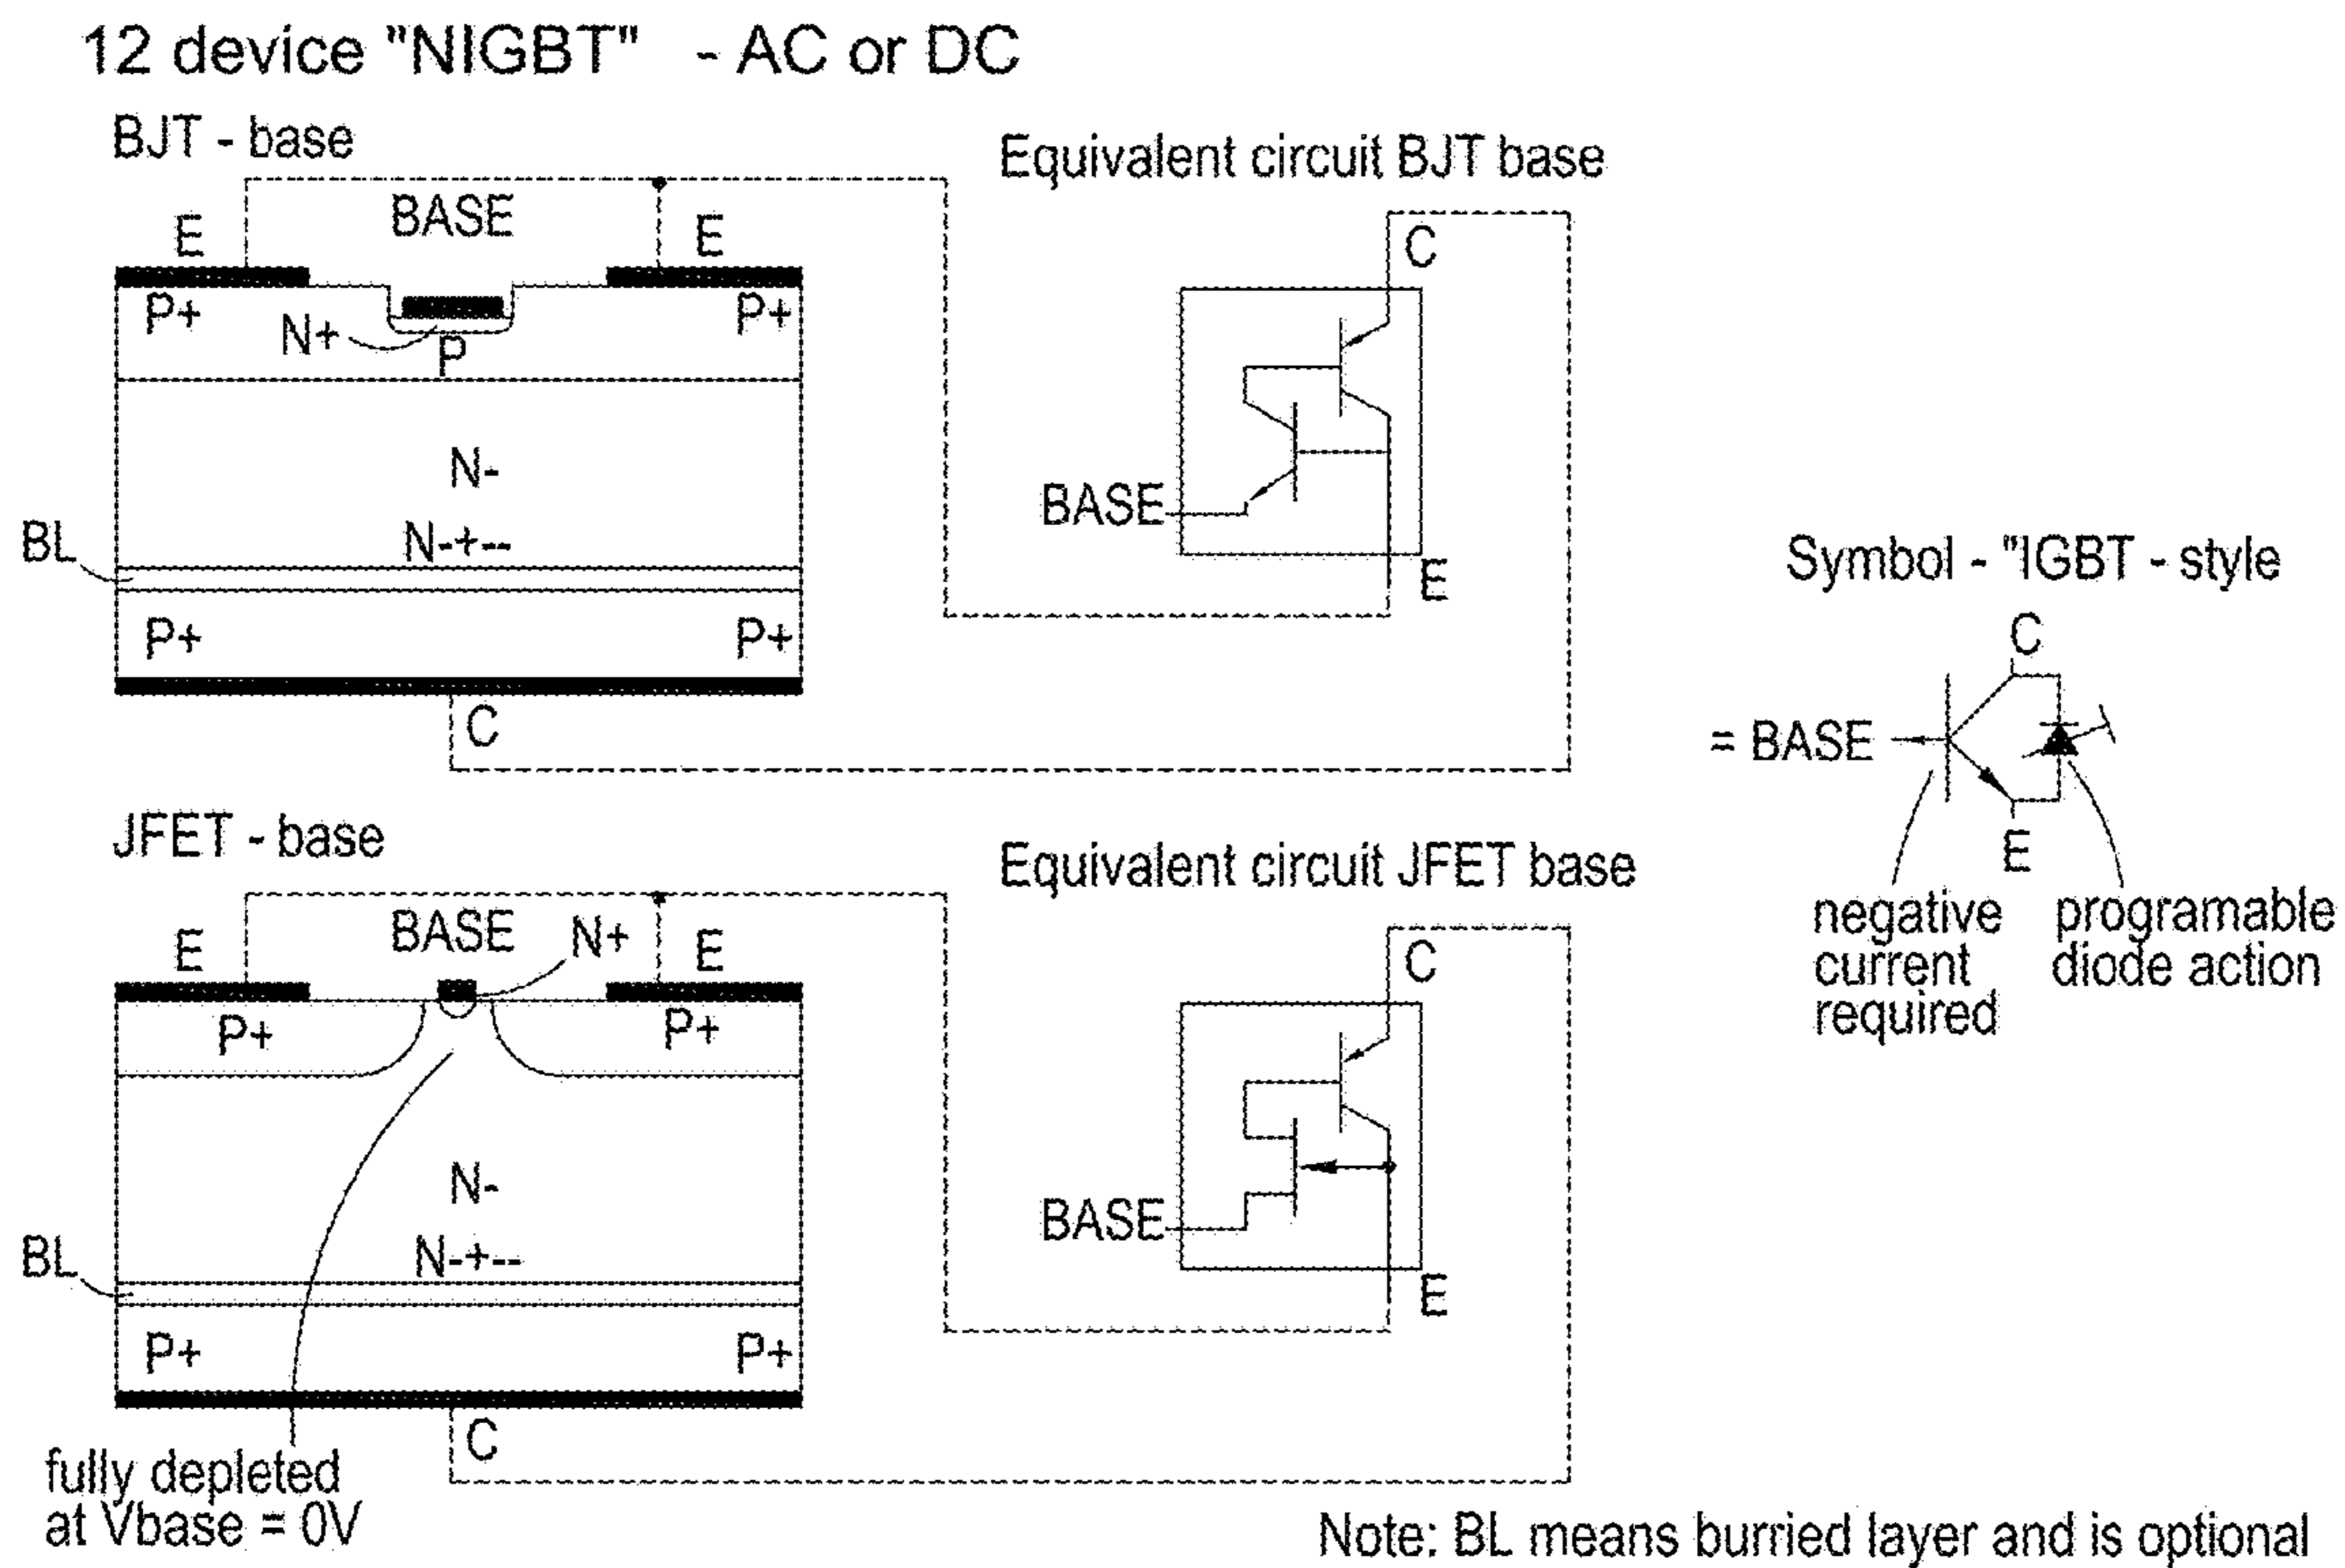 12 device "NIGBT" - AC or DC
BJT - base
Equivalent circuit BJT base
E
BASE
E
C
P+
P+
N+
P
N-
BASE
N-+--
BL
E
P+
P+
C
Symbol - "IGBT - style
C
= BASE
E
negative
current
required
programable
diode action
JFET - base
Equivalent circuit JFET base
E
BASE
N+
E
C
P+
P+
N-
BASE
N-+--
BL
E
P+
P+
C
fully depleted
at Vbase = 0V
Note: BL means burried layer and is optional